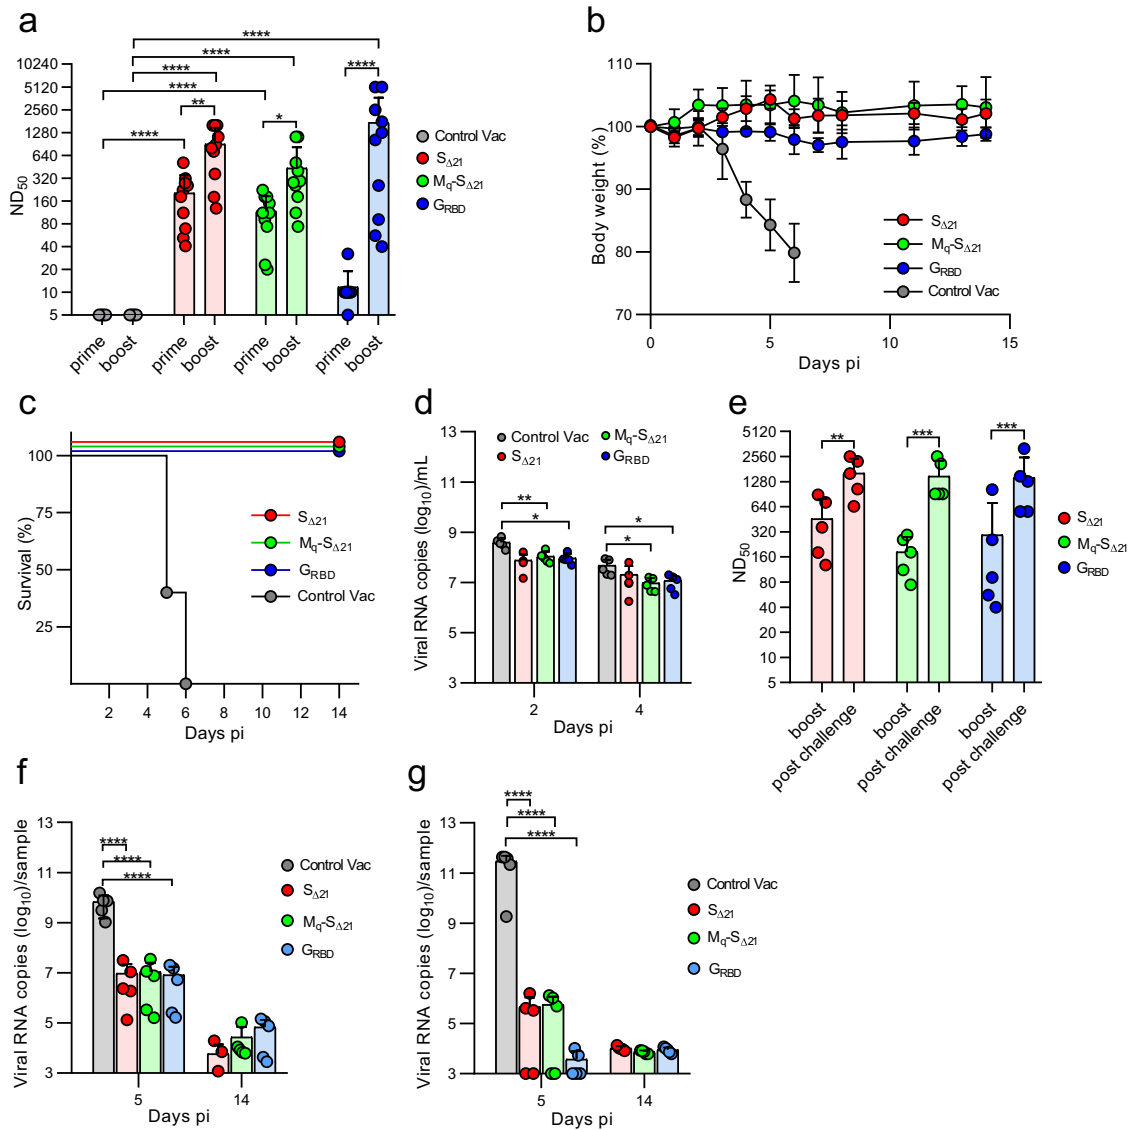 a
ND50
10240
5120
2560
1280
640
320
160
80
40
20
10
5
****
****
****
****
****
**
*
****
prime
boost
prime
boost
prime
boost
prime
boost
Control Vac
SΔ21
Mq-SΔ21
GRBD
b
Body weight (%)
110
100
90
80
70
0
5
10
15
Days pi
SΔ21
Mq-SΔ21
GRBD
Control Vac
c
Survival (%)
100
75
50
25
2
4
6
8
10
12
14
Days pi
SΔ21
Mq-SΔ21
GRBD
Control Vac
d
Viral RNA copies (log10)/mL
13
11
9
7
5
3
Control Vac
Mq-SΔ21
SΔ21
GRBD
**
*
*
*
2
4
Days pi
e
ND50
5120
2560
1280
640
320
160
80
40
20
10
5
**
***
***
boost
post challenge
boost
post challenge
boost
post challenge
SΔ21
Mq-SΔ21
GRBD
f
Viral RNA copies (log10)/sample
13
11
9
7
5
3
****
****
****
5
14
Days pi
Control Vac
SΔ21
Mq-SΔ21
GRBD
g
Viral RNA copies (log10)/sample
13
11
9
7
5
3
****
****
****
5
14
Days pi
Control Vac
SΔ21
Mq-SΔ21
GRBD